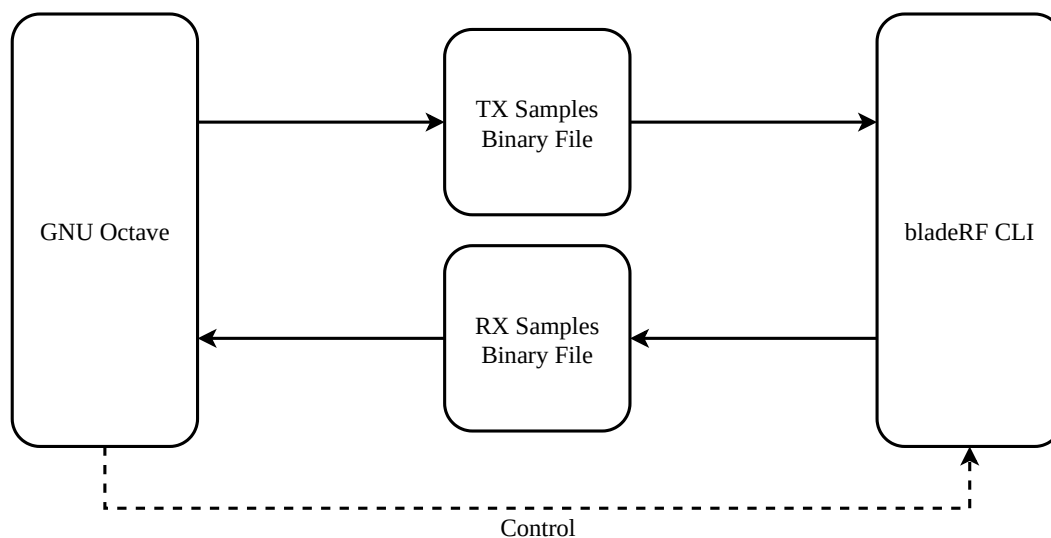 TX Samples
Binary File
GNU Octave
bladeRF CLI
RX Samples
Binary File
Control